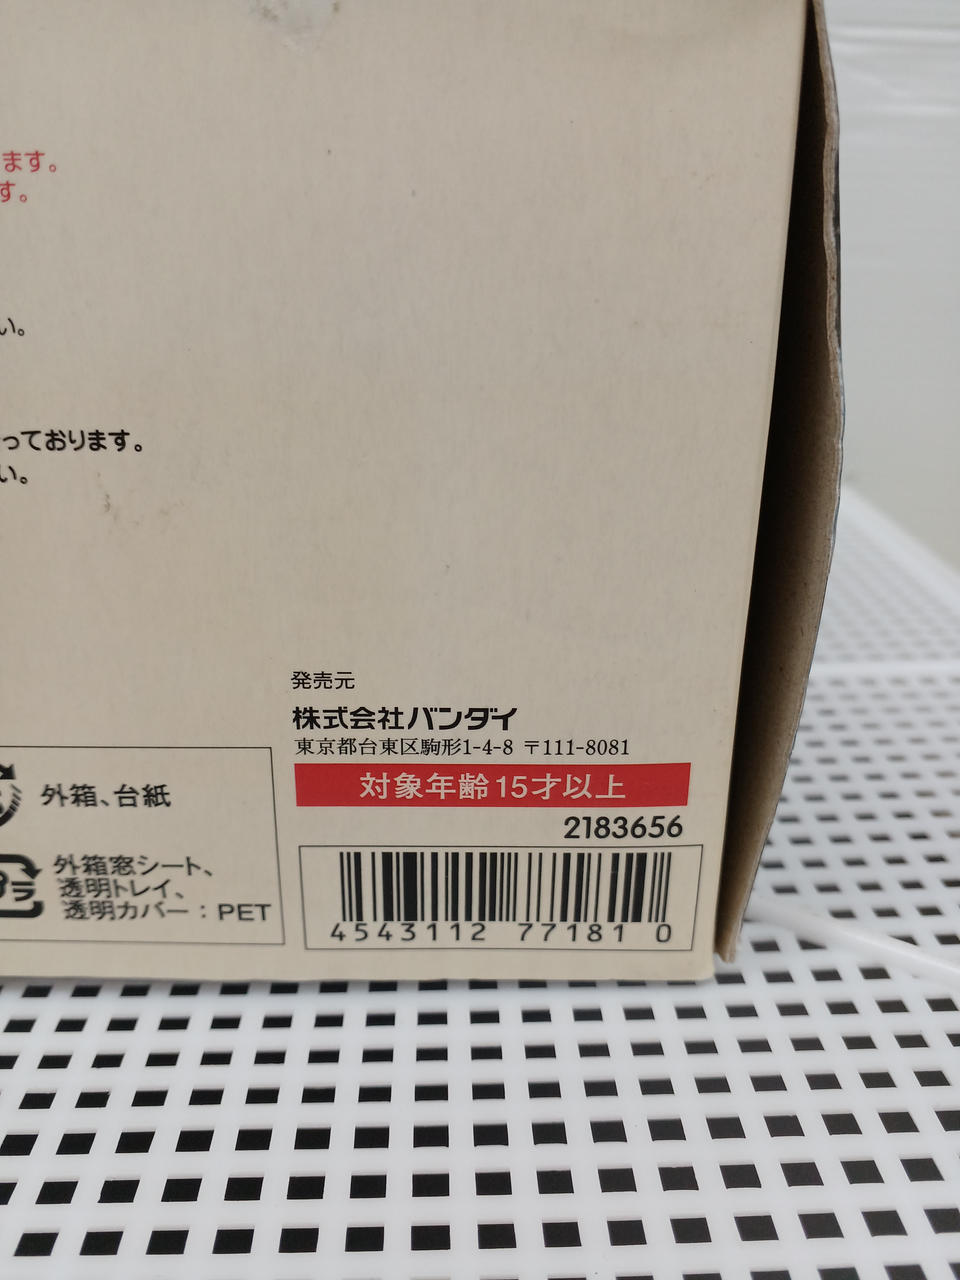 ます。
す。
い。
っております。
い。
発売元
株式会社バンダイ
東京都台東区駒形1-4-8 〒111-8081
対象年齢15才以上
2183656
外箱、台紙
プラ
外箱窓シート、
透明トレイ、
透明カバー：PET
4543112 771810